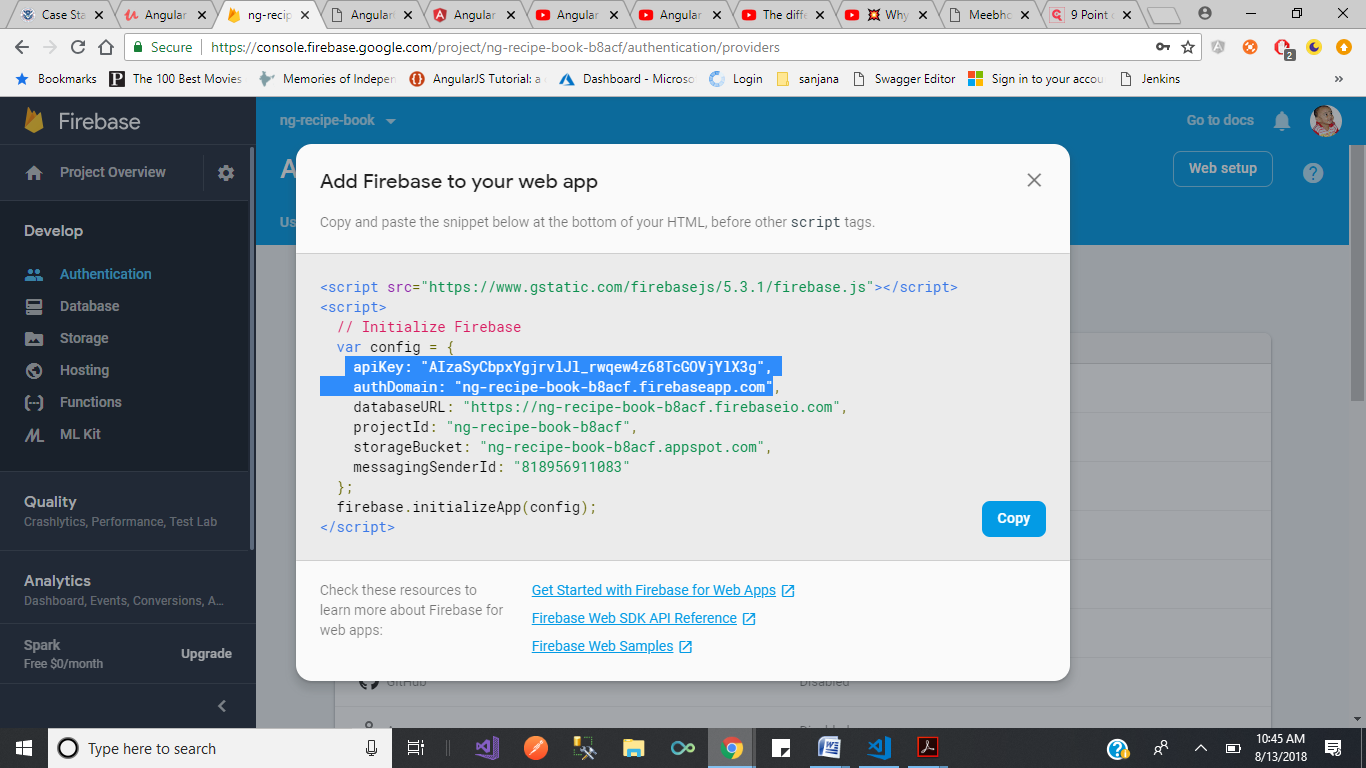 Case Sta
Angular
ng-recip
Angular
Angular
Angular
Angular
The diffe
Why
Meebho
9 Point c
Secure
https://console.firebase.google.com/project/ng-recipe-book-b8acf/authentication/providers
2
Bookmarks
The 100 Best Movies
Memories of Indepen
AngularJS Tutorial: a
Dashboard - Microso
Login
sanjana
Swagger Editor
Sign in to your accou
Jenkins
»
Firebase
ng-recipe-book
Go to docs
Project Overview
A
Web setup
?
Us
Develop
Authentication
Database
Storage
Hosting
Functions
ML Kit
Quality
Crashlytics, Performance, Test Lab
Analytics
Dashboard, Events, Conversions, A...
Spark
Free $0/month
Upgrade
Add Firebase to your web app
Copy and paste the snippet below at the bottom of your HTML, before other script tags.
<script src="https://www.gstatic.com/firebasejs/5.3.1/firebase.js"></script>
<script>
// Initialize Firebase
var config = {
apiKey: "AIzaSyCbpxYgjrvlJl_rwqew4z68TcGOVjYlX3g",
authDomain: "ng-recipe-book-b8acf.firebaseapp.com",
databaseURL: "https://ng-recipe-book-b8acf.firebaseio.com",
projectId: "ng-recipe-book-b8acf",
storageBucket: "ng-recipe-book-b8acf.appspot.com",
messagingSenderId: "818956911083"
};
firebase.initializeApp(config);
</script>
Copy
Check these resources to
learn more about Firebase for
web apps:
Get Started with Firebase for Web Apps
Firebase Web SDK API Reference
Firebase Web Samples
GitHub
Disabled
Type here to search
10:45 AM
8/13/2018